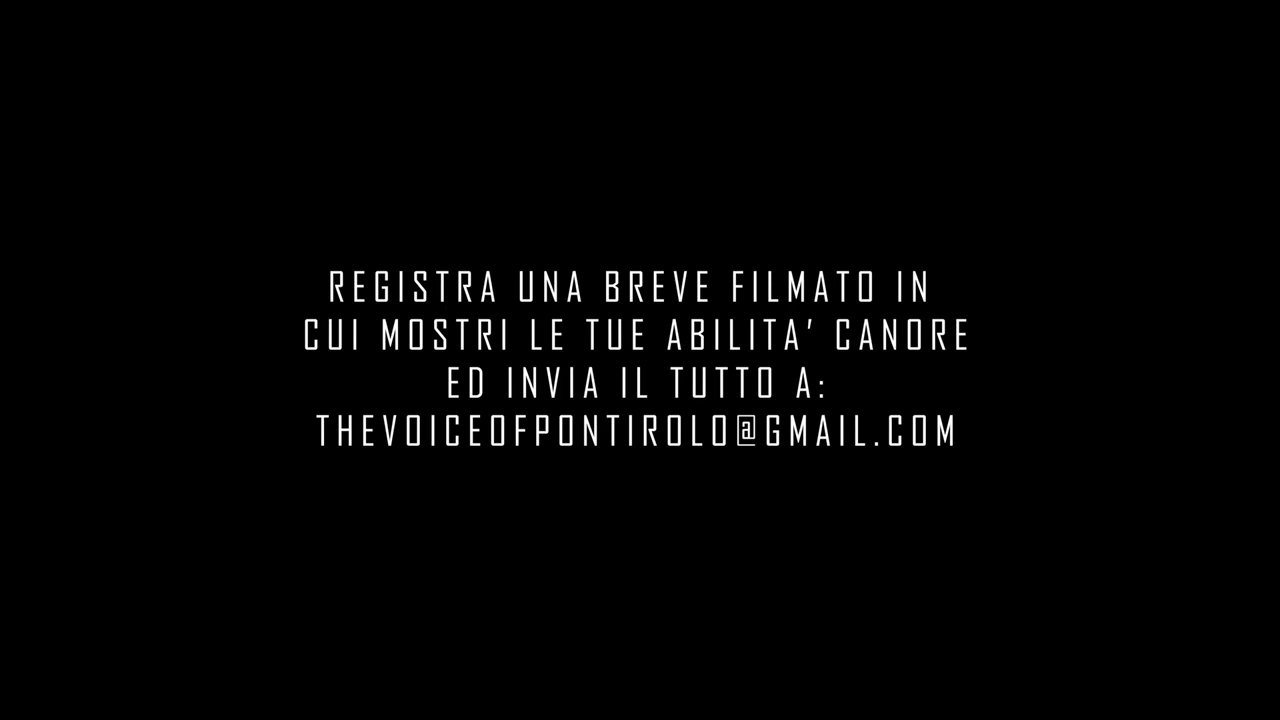 REGISTRA UNA BREVE FILMATO IN
CUI MOSTRI LE TUE ABILITA' CANORE
ED INVIA IL TUTTO A:
THEVOICEOFPONTIROLO@GMAIL.COM